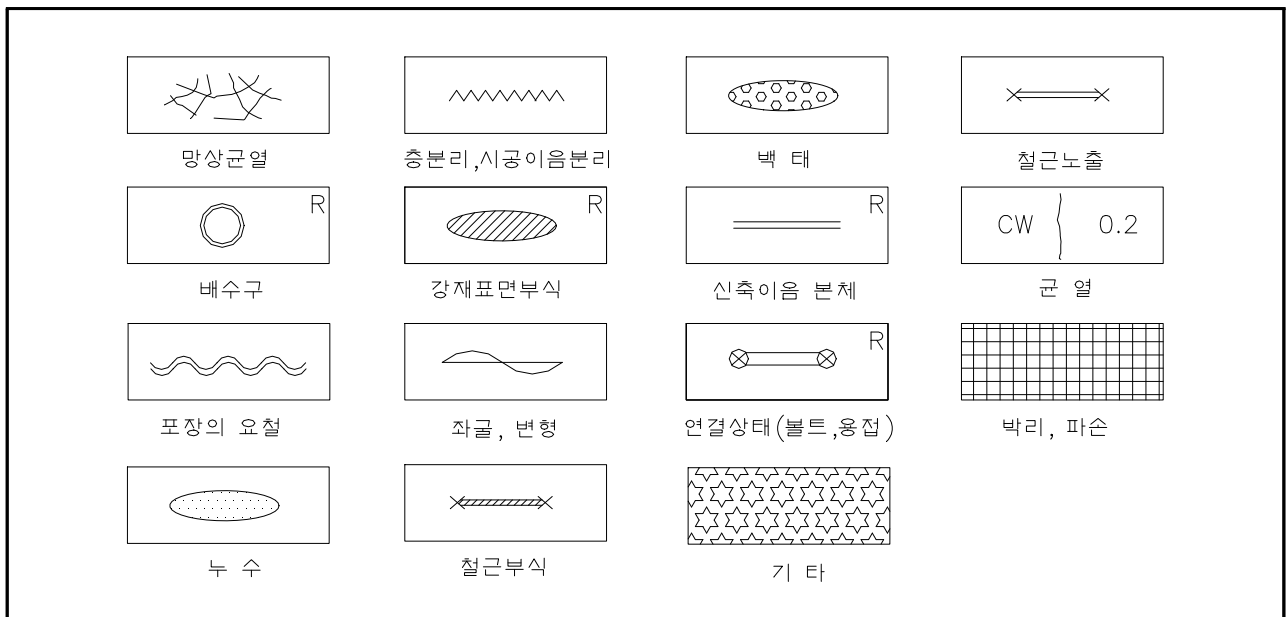 망상균열 층분리,시공이음분리 백 태 철근노출
R R R CW 0.2
배수구 강재표면부식 신축이음 본체 균 열
R
포장의 요철 좌굴, 변형 연결상태(볼트,용접) 박리, 파손
누 수 철근부식 기 타